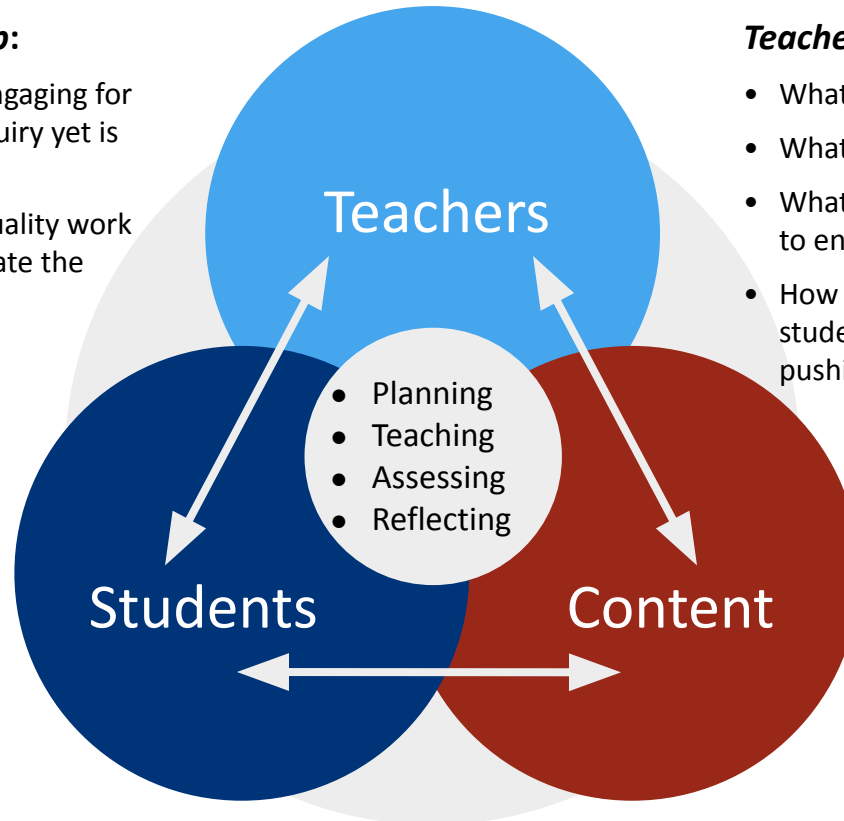 :
ngaging for
uiry yet is
uality work
ate the
Teache
• What
• What
• What
to en
• How
stude
pushi
Teachers
• Planning
• Teaching
• Assessing
• Reflecting
Students
Content